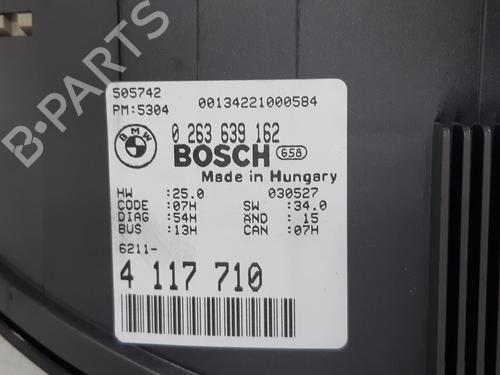 B-PARTS
505742
PM:5304 00134221000584
BMW 0 263 639 162
BOSCH 658
Made in Hungary
HW :25.0 030527
CODE :07H SW :34.0
DIAG :54H AND : 15
BUS :13H CAN :07H
6211-
4 117 710